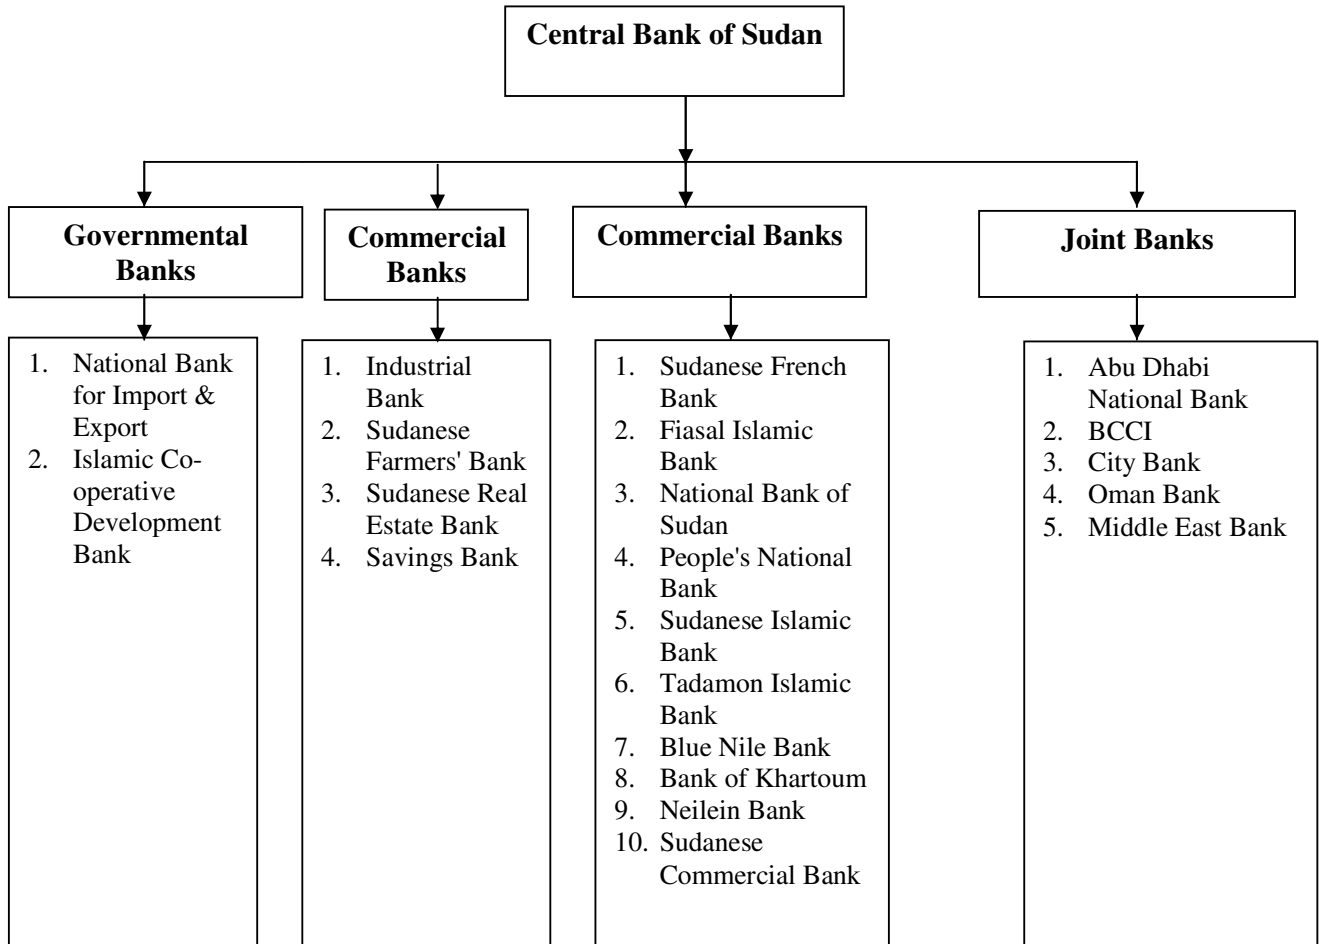 Central Bank of Sudan
Governmental
Banks
Commercial
Banks
Commercial Banks
Joint Banks
1. National Bank
for Import &
Export
2. Islamic Co-
operative
Development
Bank
1. Industrial
Bank
2. Sudanese
Farmers' Bank
3. Sudanese Real
Estate Bank
4. Savings Bank
1. Sudanese French
Bank
2. Fiasal Islamic
Bank
3. National Bank of
Sudan
4. People's National
Bank
5. Sudanese Islamic
Bank
6. Tadamon Islamic
Bank
7. Blue Nile Bank
8. Bank of Khartoum
9. Neilein Bank
10. Sudanese
Commercial Bank
1. Abu Dhabi
National Bank
2. BCCI
3. City Bank
4. Oman Bank
5. Middle East Bank